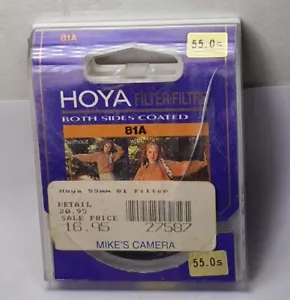 81A
55.0s
HOYA FILTER-FILTRE
BOTH SIDES COATED
81A
without
Hoya 55mm 81 Filter
RETAIL
20.95
SALE PRICE
16.95 27587
MIKE'S CAMERA
55.0s